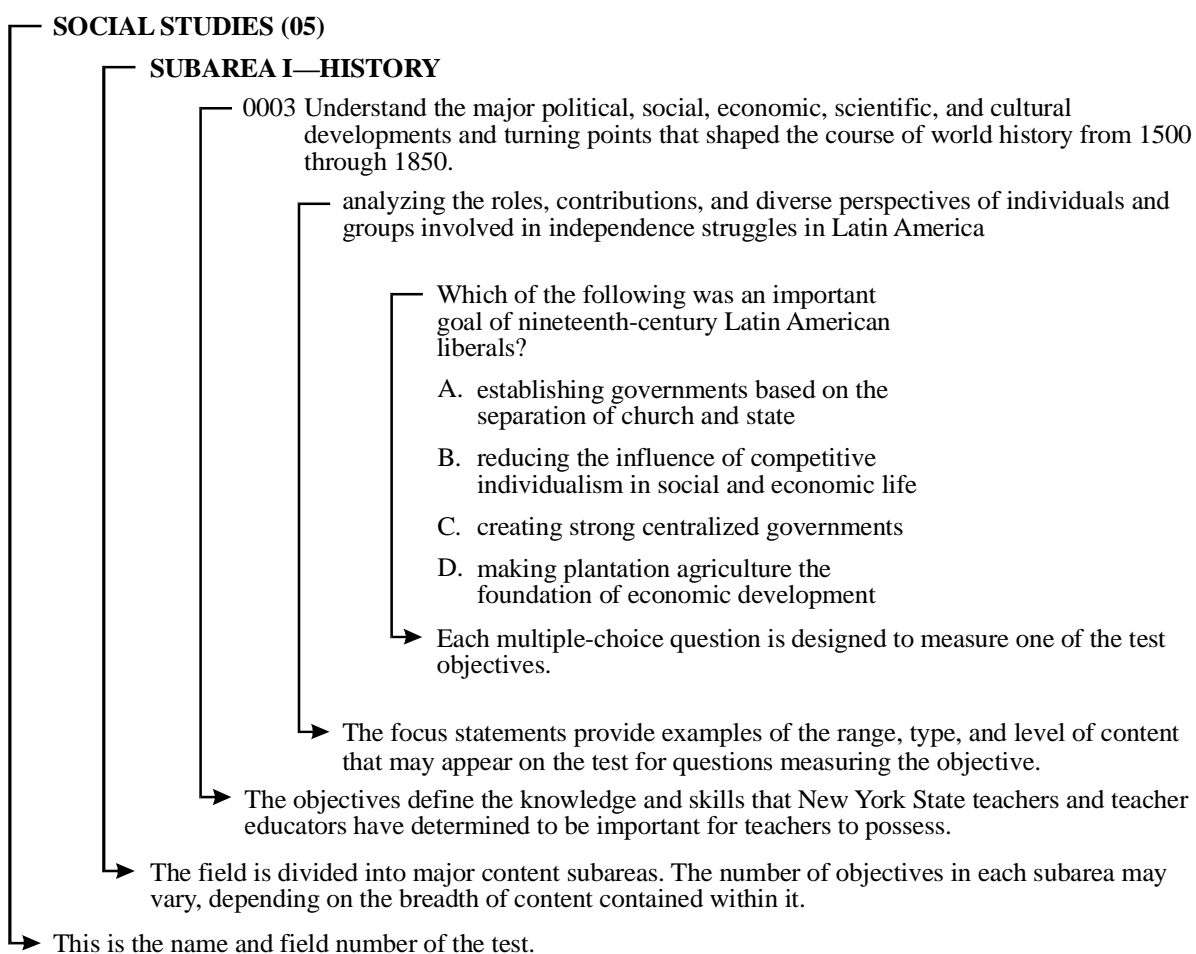 SOCIAL STUDIES (05)
SUBAREA I—HISTORY
0003 Understand the major political, social, economic, scientific, and cultural
developments and turning points that shaped the course of world history from 1500
through 1850.
analyzing the roles, contributions, and diverse perspectives of individuals and
groups involved in independence struggles in Latin America
Which of the following was an important
goal of nineteenth-century Latin American
liberals?
A. establishing governments based on the
separation of church and state
B. reducing the influence of competitive
individualism in social and economic life
C. creating strong centralized governments
D. making plantation agriculture the
foundation of economic development
Each multiple-choice question is designed to measure one of the test
objectives.
The focus statements provide examples of the range, type, and level of content
that may appear on the test for questions measuring the objective.
The objectives define the knowledge and skills that New York State teachers and teacher
educators have determined to be important for teachers to possess.
The field is divided into major content subareas. The number of objectives in each subarea may
vary, depending on the breadth of content contained within it.
This is the name and field number of the test.